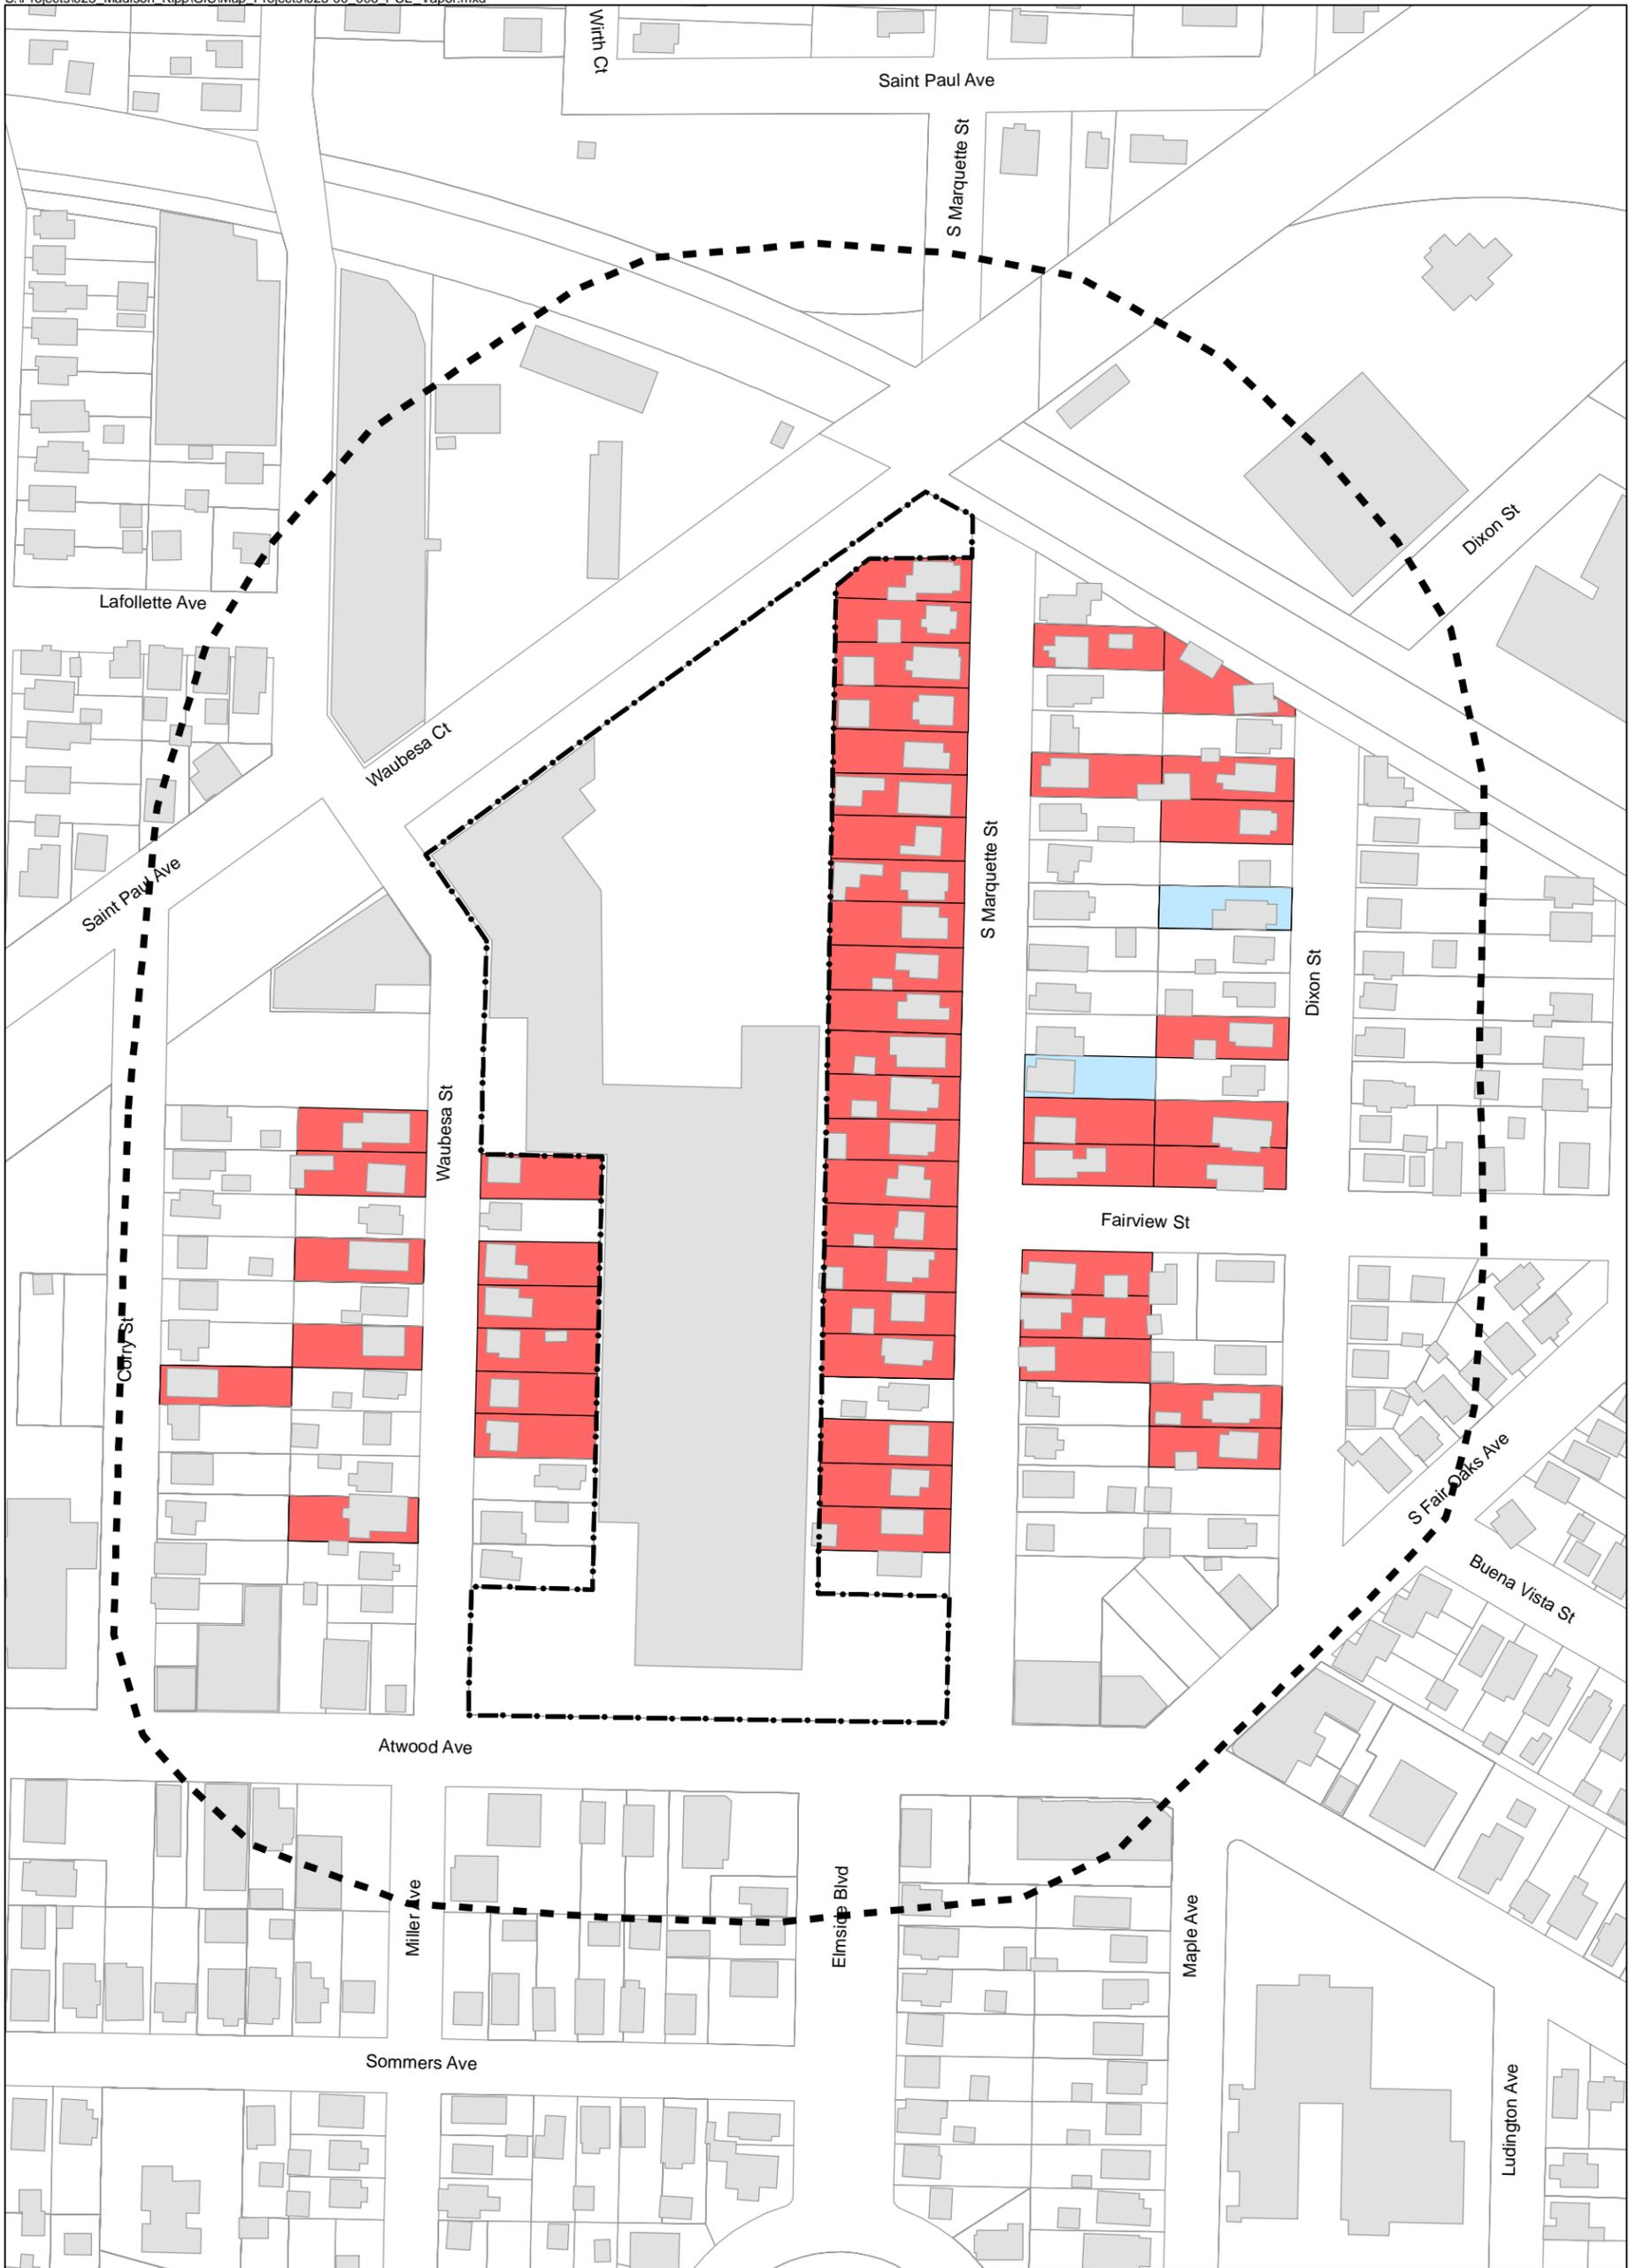 Wirth Ct
Saint Paul Ave
S Marquette St
Dixon St
Lafollette Ave
Waubesa Ct
Saint Paul Ave
S Marquette St
Dixon St
Waubesa St
Fairview St
Corry St
S Fair Oaks Ave
Buena Vista St
Atwood Ave
Miller Ave
Elmside Blvd
Maple Ave
Sommers Ave
Ludington Ave